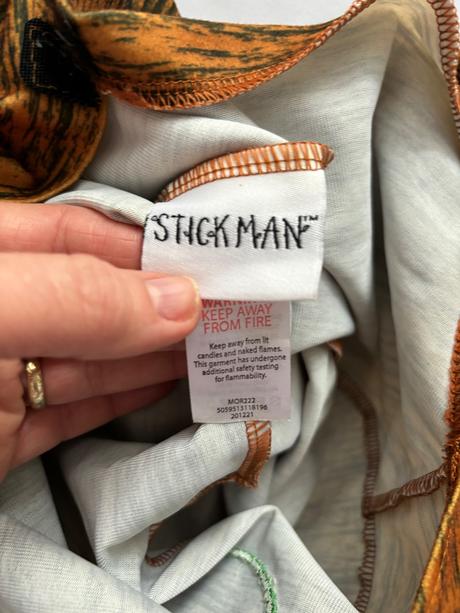 STICK MAN™
WARNING
KEEP AWAY
FROM FIRE
Keep away from lit
candles and naked flames.
This garment has undergone
additional safety testing
for flammability.
MOR222
5059513118196
201221